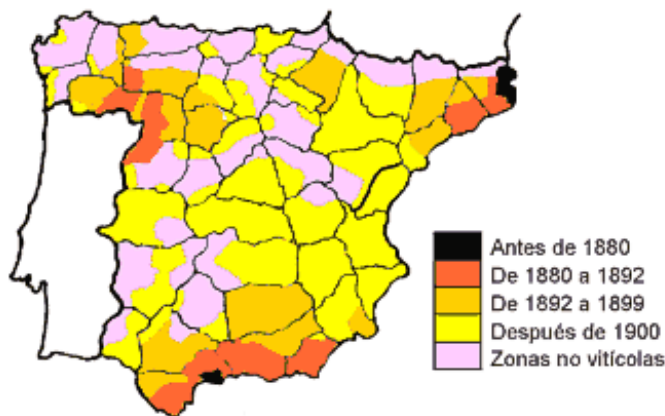 Antes de 1880
De 1880 a 1892
De 1892 a 1899
Después de 1900
Zonas no vitícolas